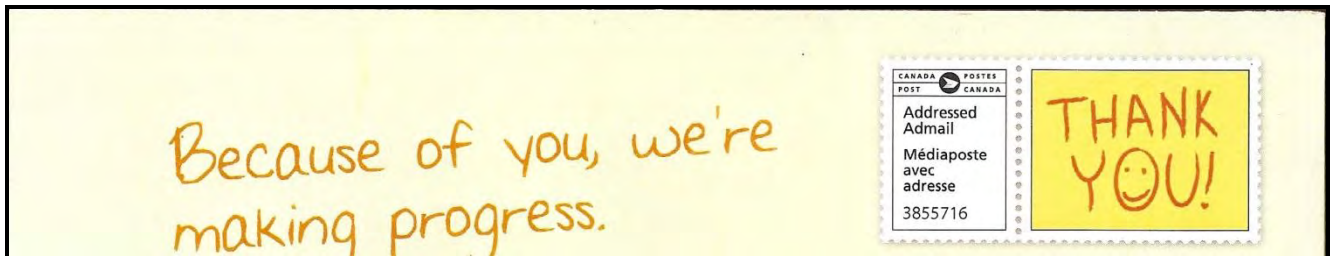 Because of you, we're
making progress.
CANADA POSTES
POST CANADA
Addressed
Admail
Médiaposte
avec
adresse
3855716
THANK
YOU!